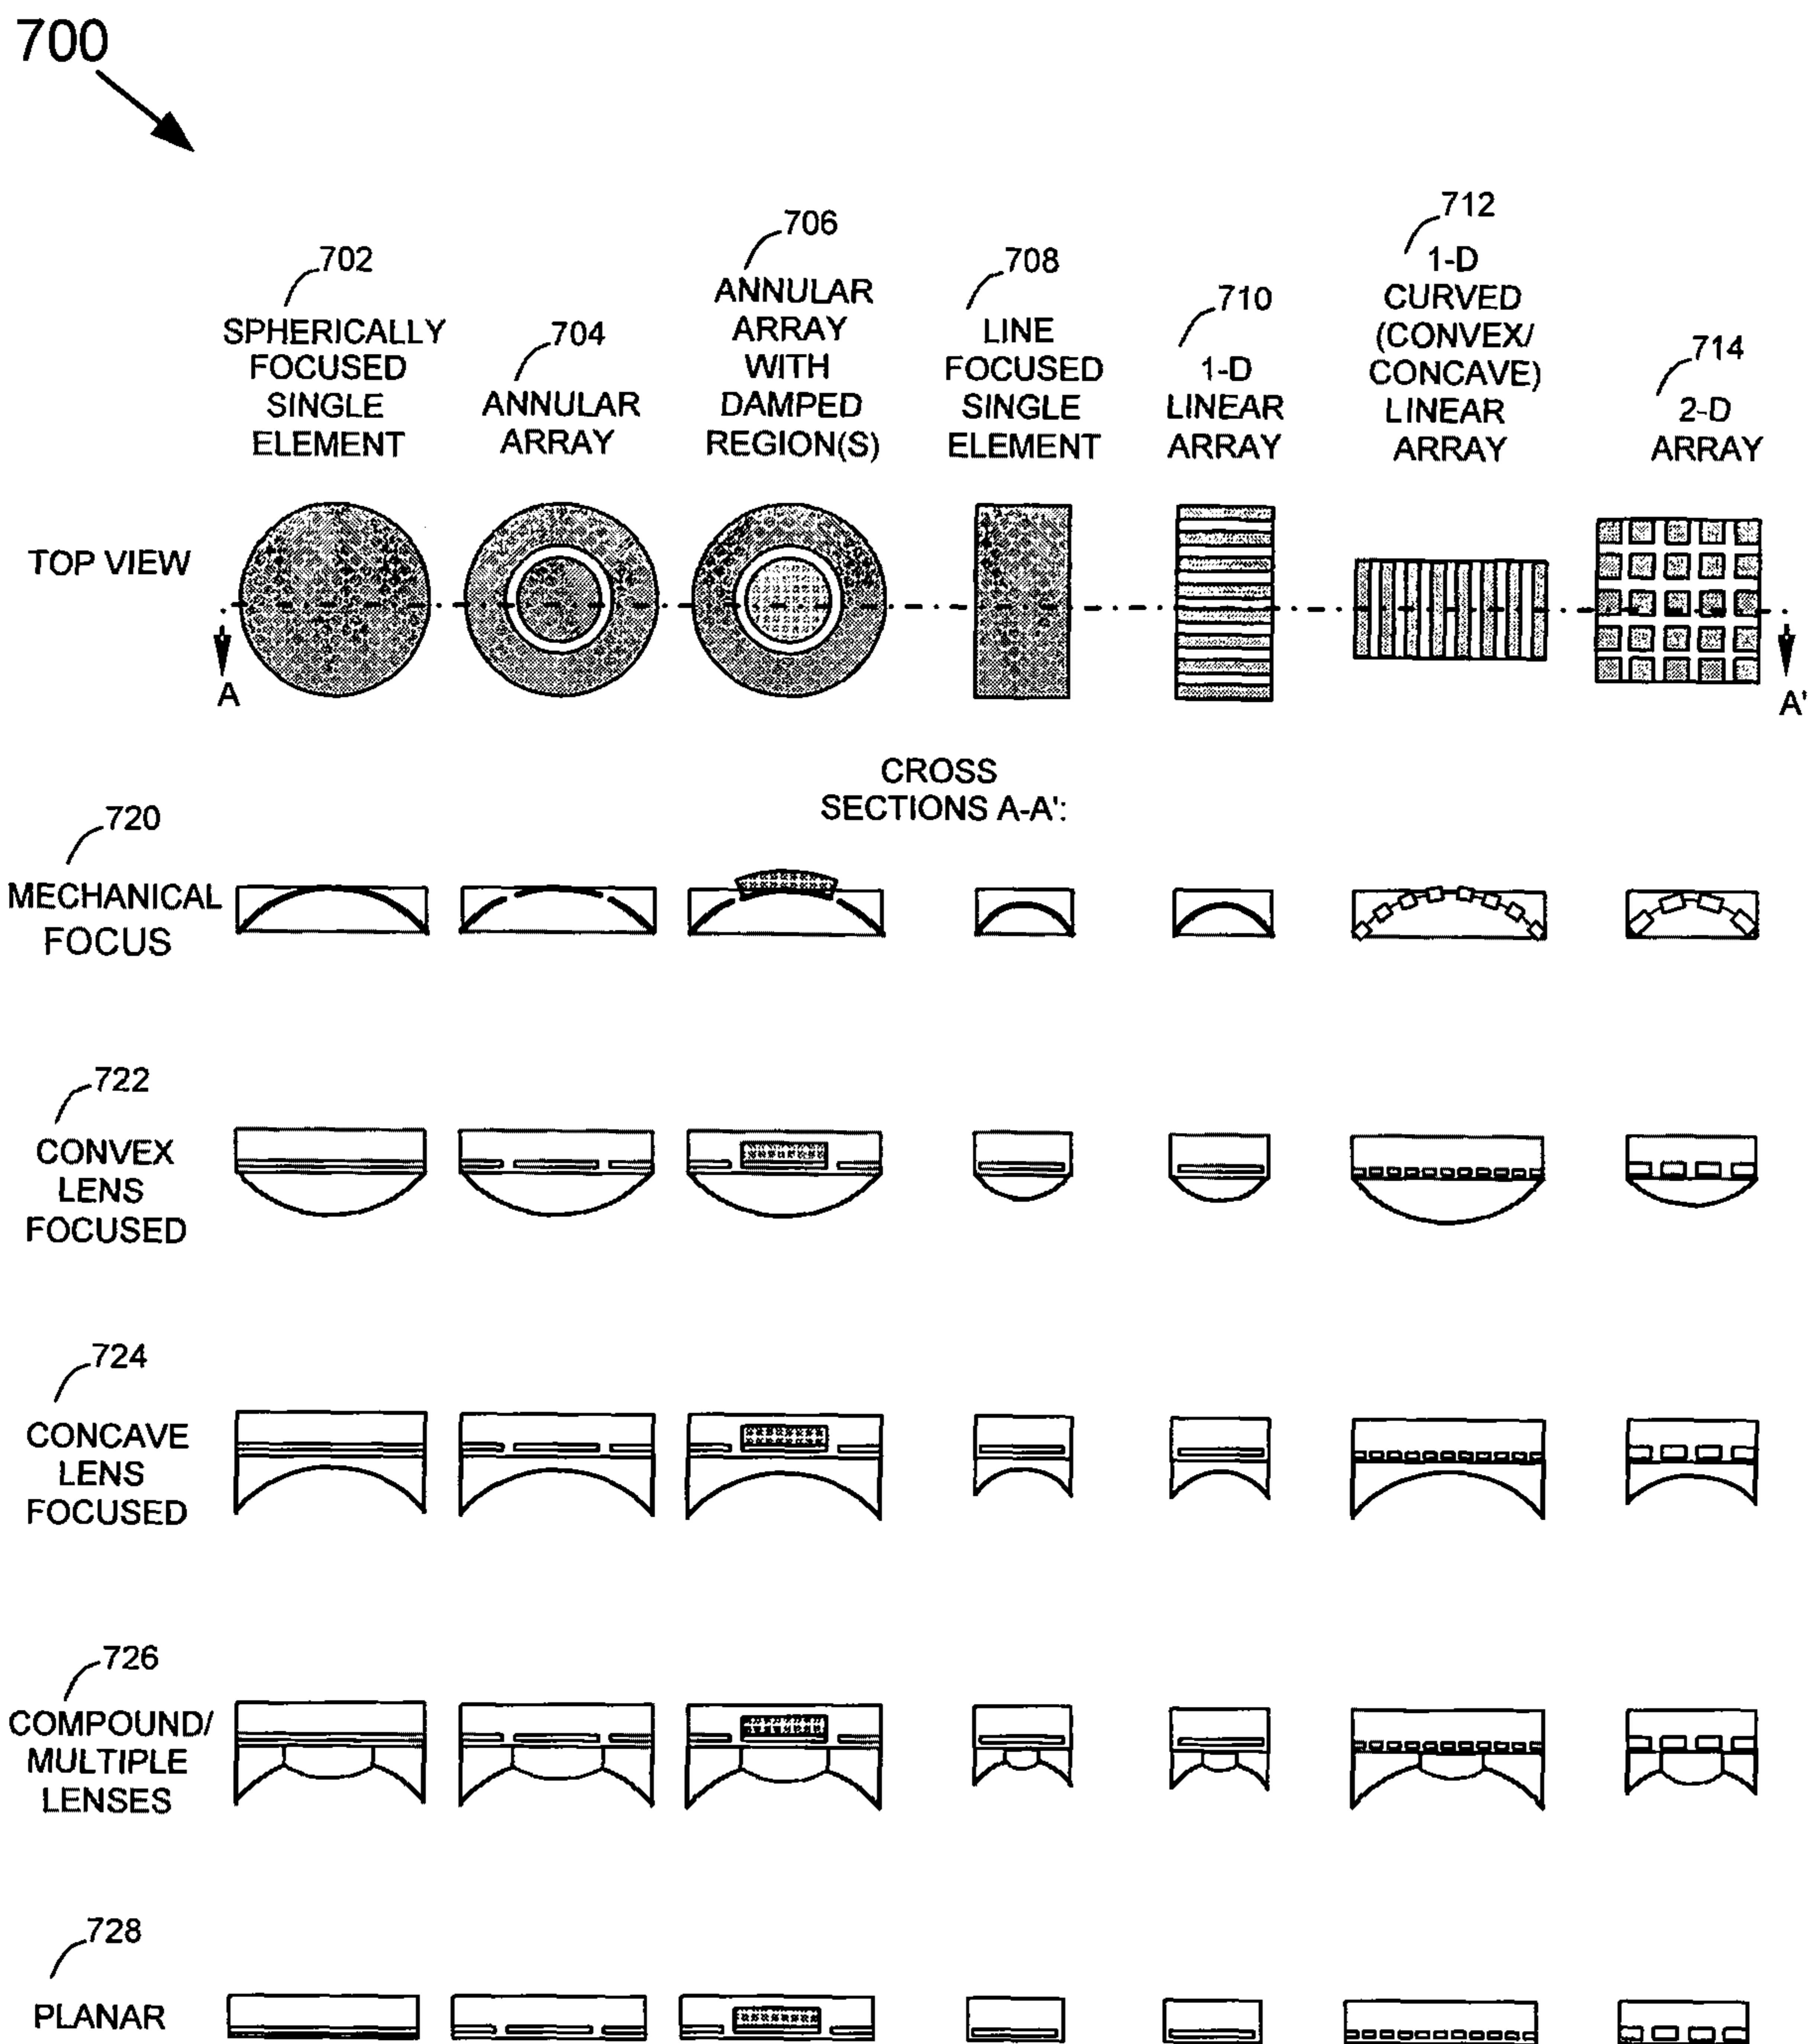 700
702
SPHERICALLY
FOCUSED
SINGLE
ELEMENT
704
ANNULAR
ARRAY
706
ANNULAR
ARRAY
WITH
DAMPED
REGION(S)
708
LINE
FOCUSED
SINGLE
ELEMENT
710
1-D
LINEAR
ARRAY
712
1-D
CURVED
(CONVEX/
CONCAVE)
LINEAR
ARRAY
714
2-D
ARRAY
TOP VIEW
A
A'
CROSS
SECTIONS A-A':
720
MECHANICAL
FOCUS
722
CONVEX
LENS
FOCUSED
724
CONCAVE
LENS
FOCUSED
726
COMPOUND/
MULTIPLE
LENSES
728
PLANAR